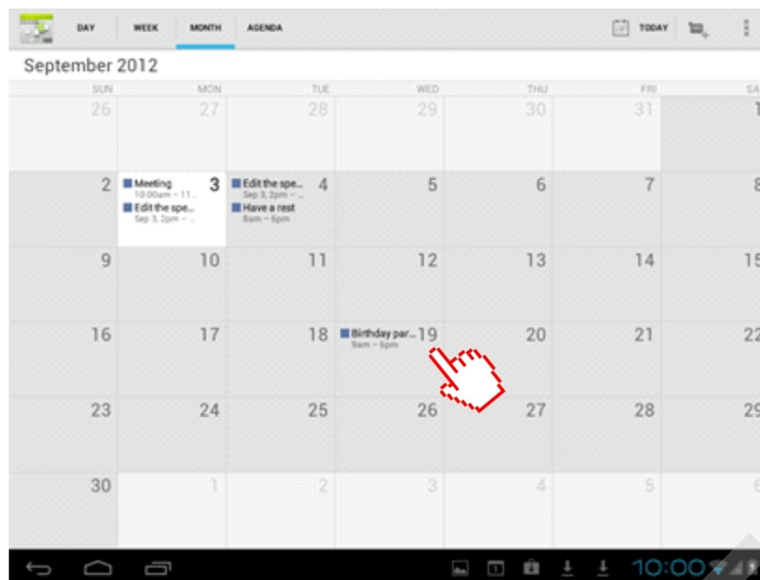 DAY WEEK MONTH AGENDA TODAY
September 2012
SUN MON TUE WED THU FRI SA
26 27 28 29 30 31 1
2 3 4 5 6 7 8
Meeting
10:00am – 11...
Edit the spe...
Sep 3, 2pm – ..
Edit the spe...
Sep 3, 2pm – ..
Have a rest
8am – 6pm
9 10 11 12 13 14 15
16 17 18 19 20 21 22
Birthday par...
9am – 6pm
23 24 25 26 27 28 29
30 1 2 3 4 5 6
10:00